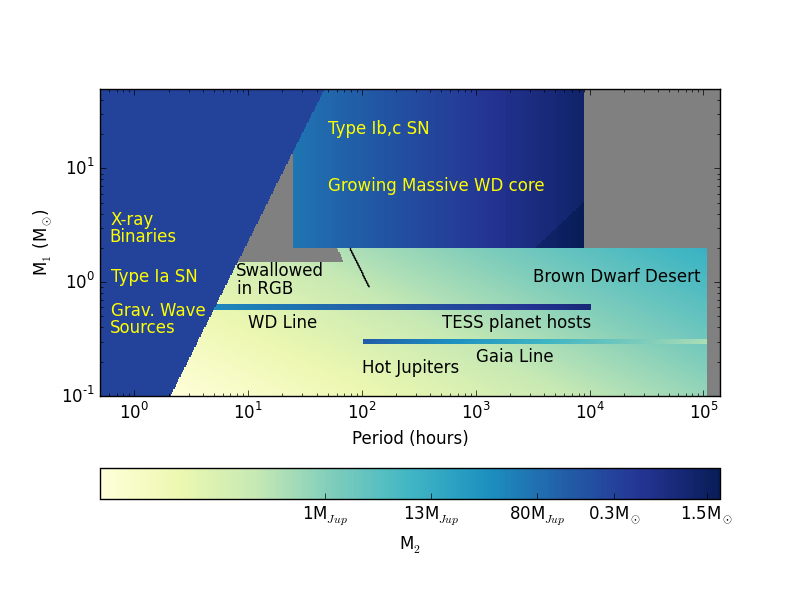 Type Ib,c SN
10¹
Growing Massive WD core
X-ray
Binaries
M₁ (M☉)
Swallowed
in RGB
Type Ia SN
Brown Dwarf Desert
10⁰
Grav. Wave
Sources
WD Line
TESS planet hosts
Gaia Line
Hot Jupiters
10⁻¹
10⁰ 10¹ 10² 10³ 10⁴ 10⁵
Period (hours)
1M_Jup 13M_Jup 80M_Jup 0.3M☉ 1.5M☉
M₂